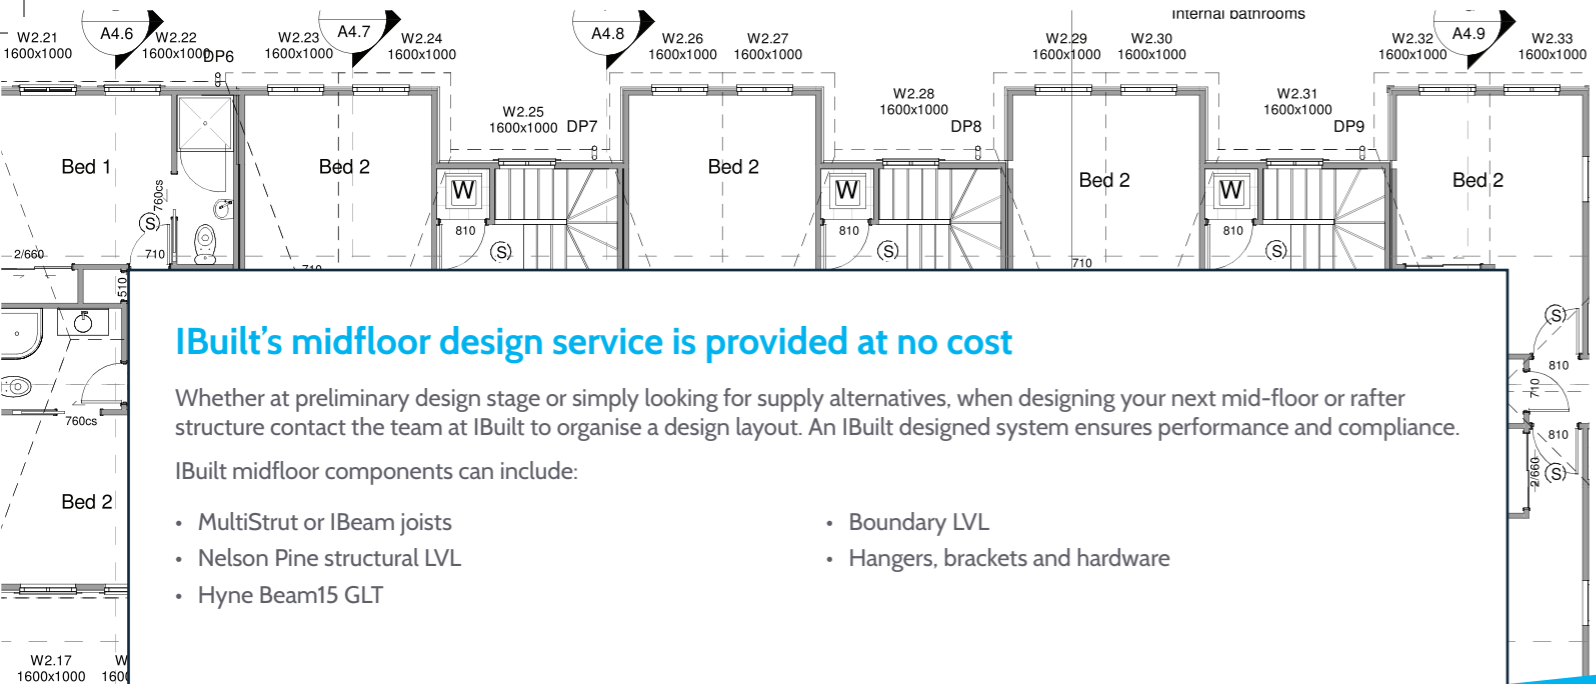 Internal bathrooms
W2.21
1600x1000
A4.6
W2.22
1600x1000
DP6
W2.23
1600x1000
A4.7
W2.24
1600x1000
A4.8
W2.26
1600x1000
W2.27
1600x1000
W2.29
1600x1000
W2.30
1600x1000
W2.32
1600x1000
A4.9
W2.33
1600x1000
W2.25
1600x1000
DP7
W2.28
1600x1000
DP8
W2.31
1600x1000
DP9
Bed 1
Bed 2
Bed 2
Bed 2
Bed 2
760cs
W
W
W
S
810
S
810
S
810
S
2/660
710
710
710
510
IBuilt’s midfloor design service is provided at no cost
Whether at preliminary design stage or simply looking for supply alternatives, when designing your next mid-floor or rafter
structure contact the team at IBuilt to organise a design layout. An IBuilt designed system ensures performance and compliance.
IBuilt midfloor components can include:
• MultiStrut or IBeam joists
• Nelson Pine structural LVL
• Hyne Beam15 GLT
• Boundary LVL
• Hangers, brackets and hardware
S
810
710
810
S
2/660
760cs
Bed 2
W2.17
1600x1000